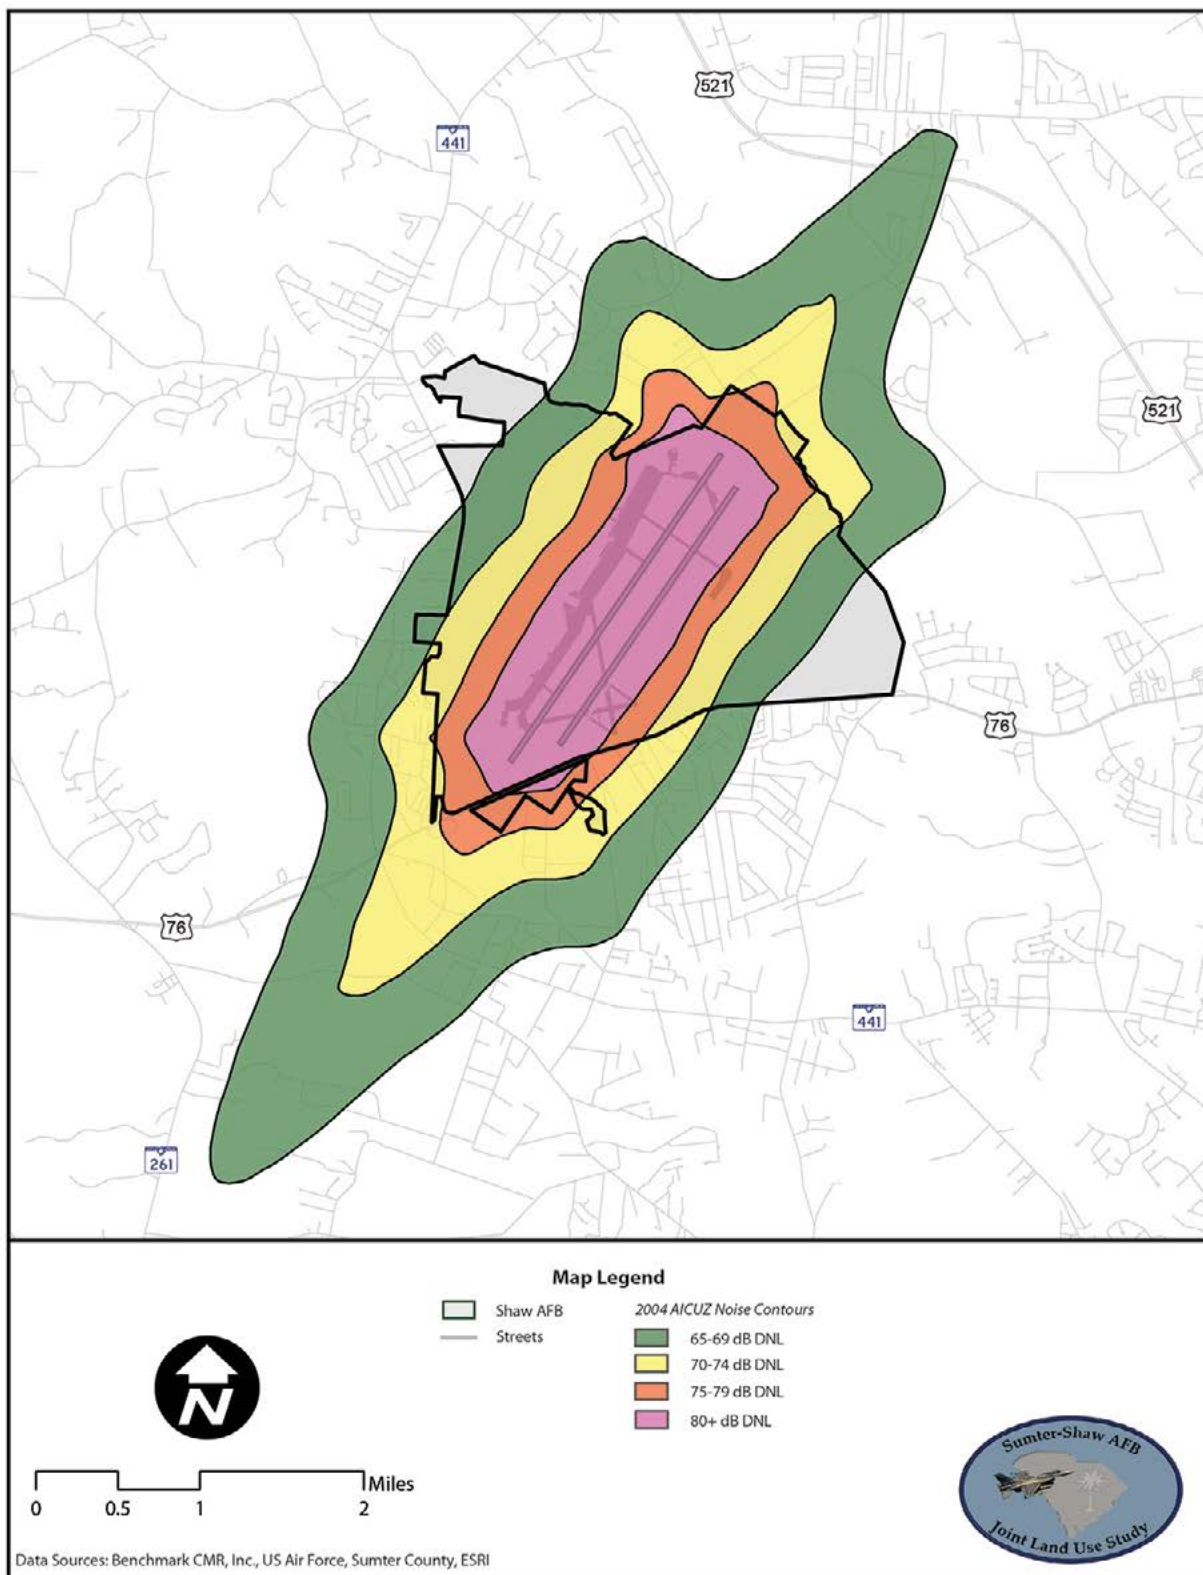 521
441
521
76
76
441
261
Map Legend
Shaw AFB
Streets
2004 AICUZ Noise Contours
65-69 dB DNL
70-74 dB DNL
75-79 dB DNL
80+ dB DNL
N
Miles
0 0.5 1 2
Sumter-Shaw AFB
Joint Land Use Study
Data Sources: Benchmark CMR, Inc., US Air Force, Sumter County, ESRI